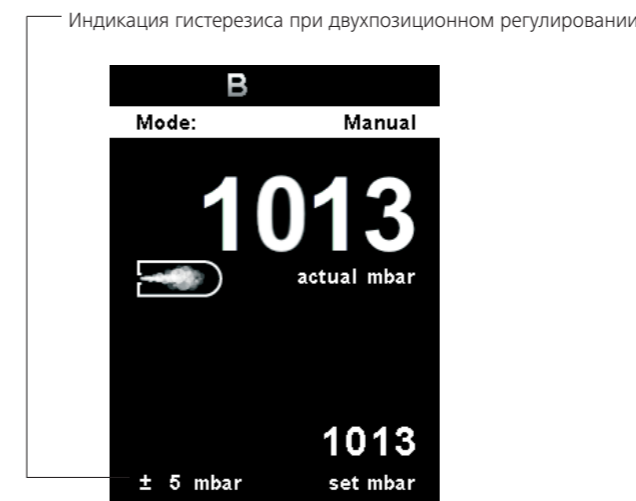 Индикация гистерезиса при двухпозиционном регулировании
B
Mode: Manual
1013
actual mbar
1013
± 5 mbar set mbar